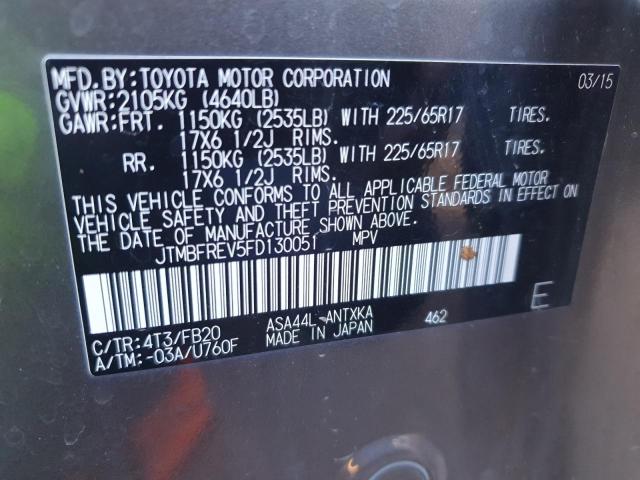 MFD.BY:TOYOTA MOTOR CORPORATION 03/15
GVWR:2105KG (4640LB)
GAWR:FRT. 1150KG (2535LB) WITH 225/65R17 TIRES.
17X6 1/2J RIMS.
RR. 1150KG (2535LB) WITH 225/65R17 TIRES.
17X6 1/2J RIMS.
THIS VEHICLE CONFORMS TO ALL APPLICABLE FEDERAL MOTOR
VEHICLE SAFETY AND THEFT PREVENTION STANDARDS IN EFFECT ON
THE DATE OF MANUFACTURE SHOWN ABOVE.
JTMBFREV5FD130051 MPV
E
C/TR:4T3/FB20 ASA44L-ANTXKA 462
A/TM:-03A/U760F MADE IN JAPAN